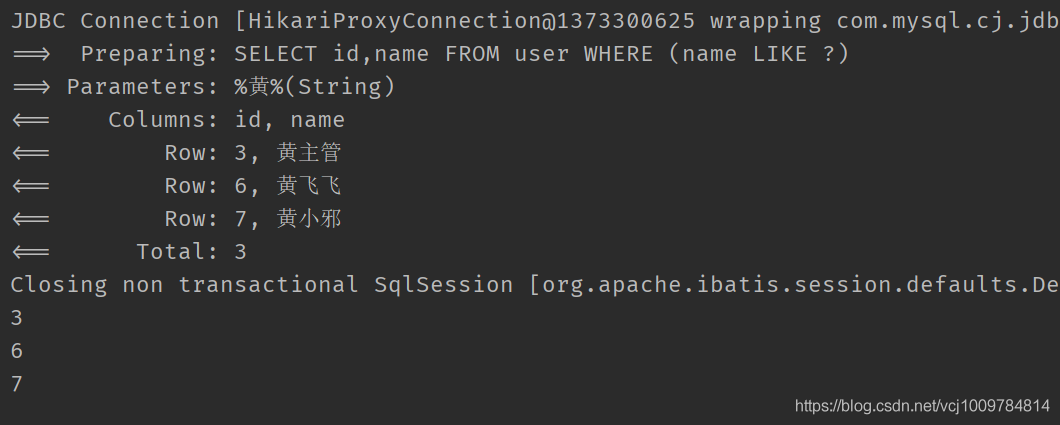 JDBC Connection [HikariProxyConnection@1373300625 wrapping com.mysql.cj.jdb
==>  Preparing: SELECT id,name FROM user WHERE (name LIKE ?)
==> Parameters: %黄%(String)
<==    Columns: id, name
<==        Row: 3, 黄主管
<==        Row: 6, 黄飞飞
<==        Row: 7, 黄小邪
<==      Total: 3
Closing non transactional SqlSession [org.apache.ibatis.session.defaults.De
3
6
7
https://blog.csdn.net/vcj1009784814